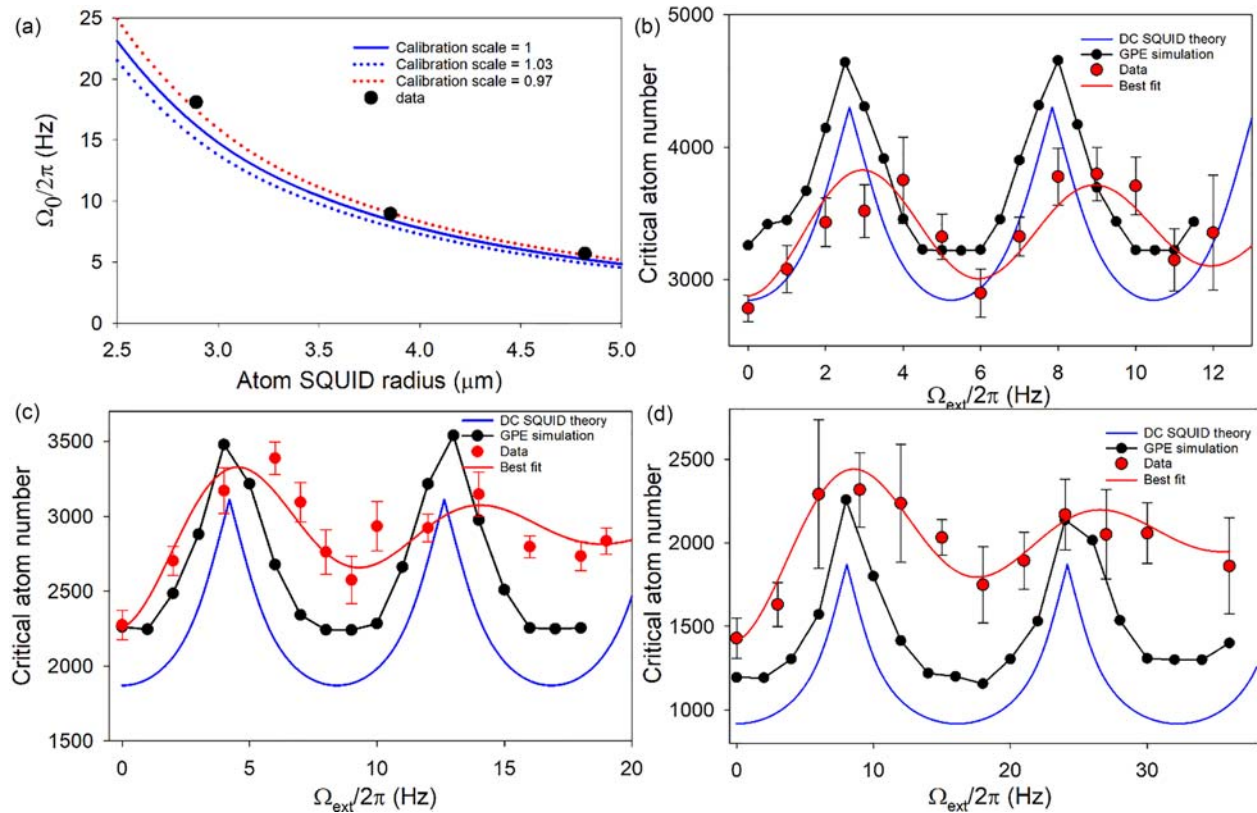 (a)
25
20
15
10
5
0
Ω0/2π (Hz)
Calibration scale = 1
Calibration scale = 1.03
Calibration scale = 0.97
data
2.5 3.0 3.5 4.0 4.5 5.0
Atom SQUID radius (μm)
(b)
5000
4000
3000
Critical atom number
DC SQUID theory
GPE simulation
Data
Best fit
0 2 4 6 8 10 12
Ωext/2π (Hz)
(c)
3500
3000
2500
2000
1500
Critical atom number
DC SQUID theory
GPE simulation
Data
Best fit
0 5 10 15 20
Ωext/2π (Hz)
(d)
2500
2000
1500
1000
Critical atom number
DC SQUID theory
GPE simulation
Data
Best fit
0 10 20 30
Ωext/2π (Hz)